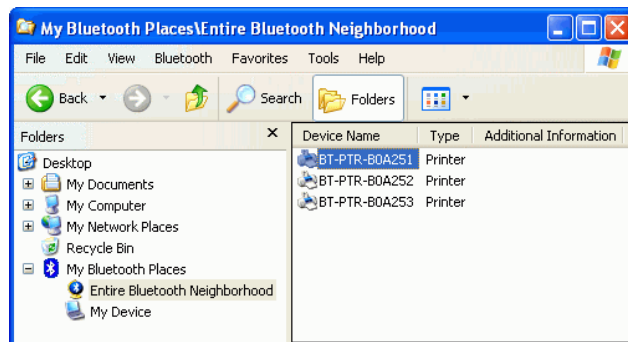 My Bluetooth Places\Entire Bluetooth Neighborhood
File Edit View Bluetooth Favorites Tools Help
Back Search Folders
Folders x Device Name Type Additional Information
Desktop
My Documents
My Computer
My Network Places
Recycle Bin
My Bluetooth Places
Entire Bluetooth Neighborhood
My Device
BT-PTR-B0A251 Printer
BT-PTR-B0A252 Printer
BT-PTR-B0A253 Printer